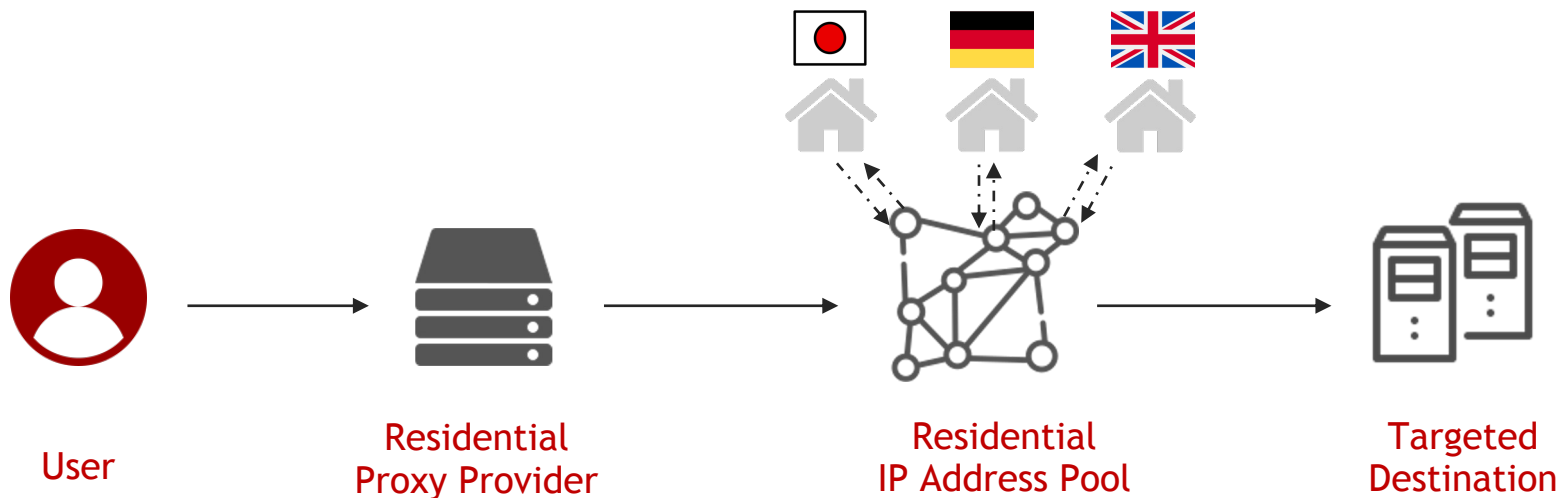 User
Residential
Proxy Provider
Residential
IP Address Pool
Targeted
Destination